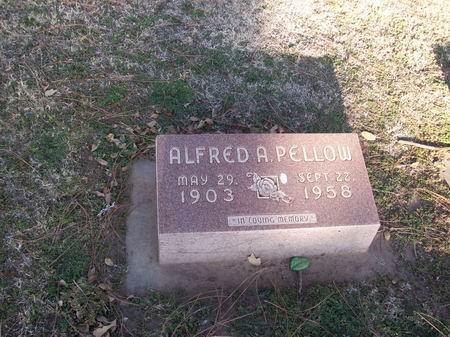 ALFRED A. PELLOW
MAY 29, SEPT. 22,
1903 1958
"IN LOVING MEMORY"